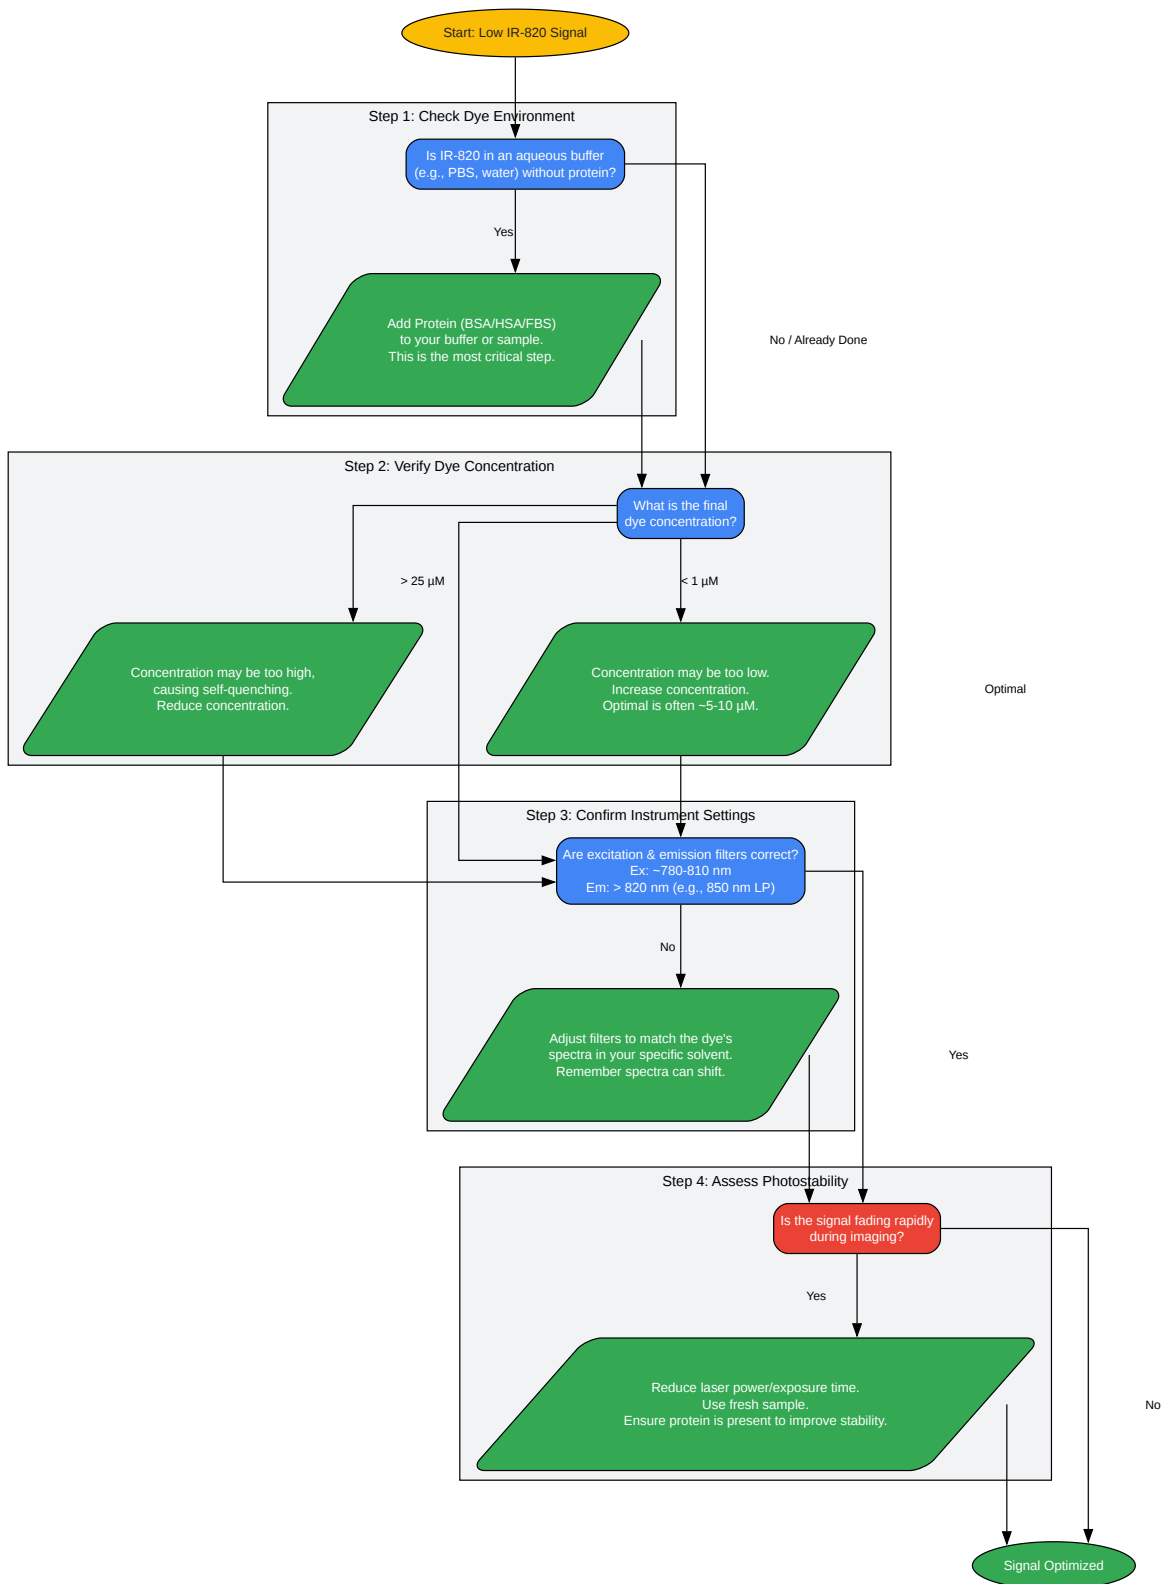 Start: Low IR-820 Signal
Step 1: Check Dye Environment
Is IR-820 in an aqueous buffer
(e.g., PBS, water) without protein?
Yes
Add Protein (BSA/HSA/FBS)
to your buffer or sample.
This is the most critical step.
No / Already Done
Step 2: Verify Dye Concentration
What is the final
dye concentration?
> 25 µM
< 1 µM
Concentration may be too high,
causing self-quenching.
Reduce concentration.
Concentration may be too low.
Increase concentration.
Optimal is often ~5-10 µM.
Optimal
Step 3: Confirm Instrument Settings
Are excitation & emission filters correct?
Ex: ~780-810 nm
Em: > 820 nm (e.g., 850 nm LP)
No
Adjust filters to match the dye's
spectra in your specific solvent.
Remember spectra can shift.
Yes
Step 4: Assess Photostability
Is the signal fading rapidly
during imaging?
Yes
Reduce laser power/exposure time.
Use fresh sample.
Ensure protein is present to improve stability.
No
Signal Optimized